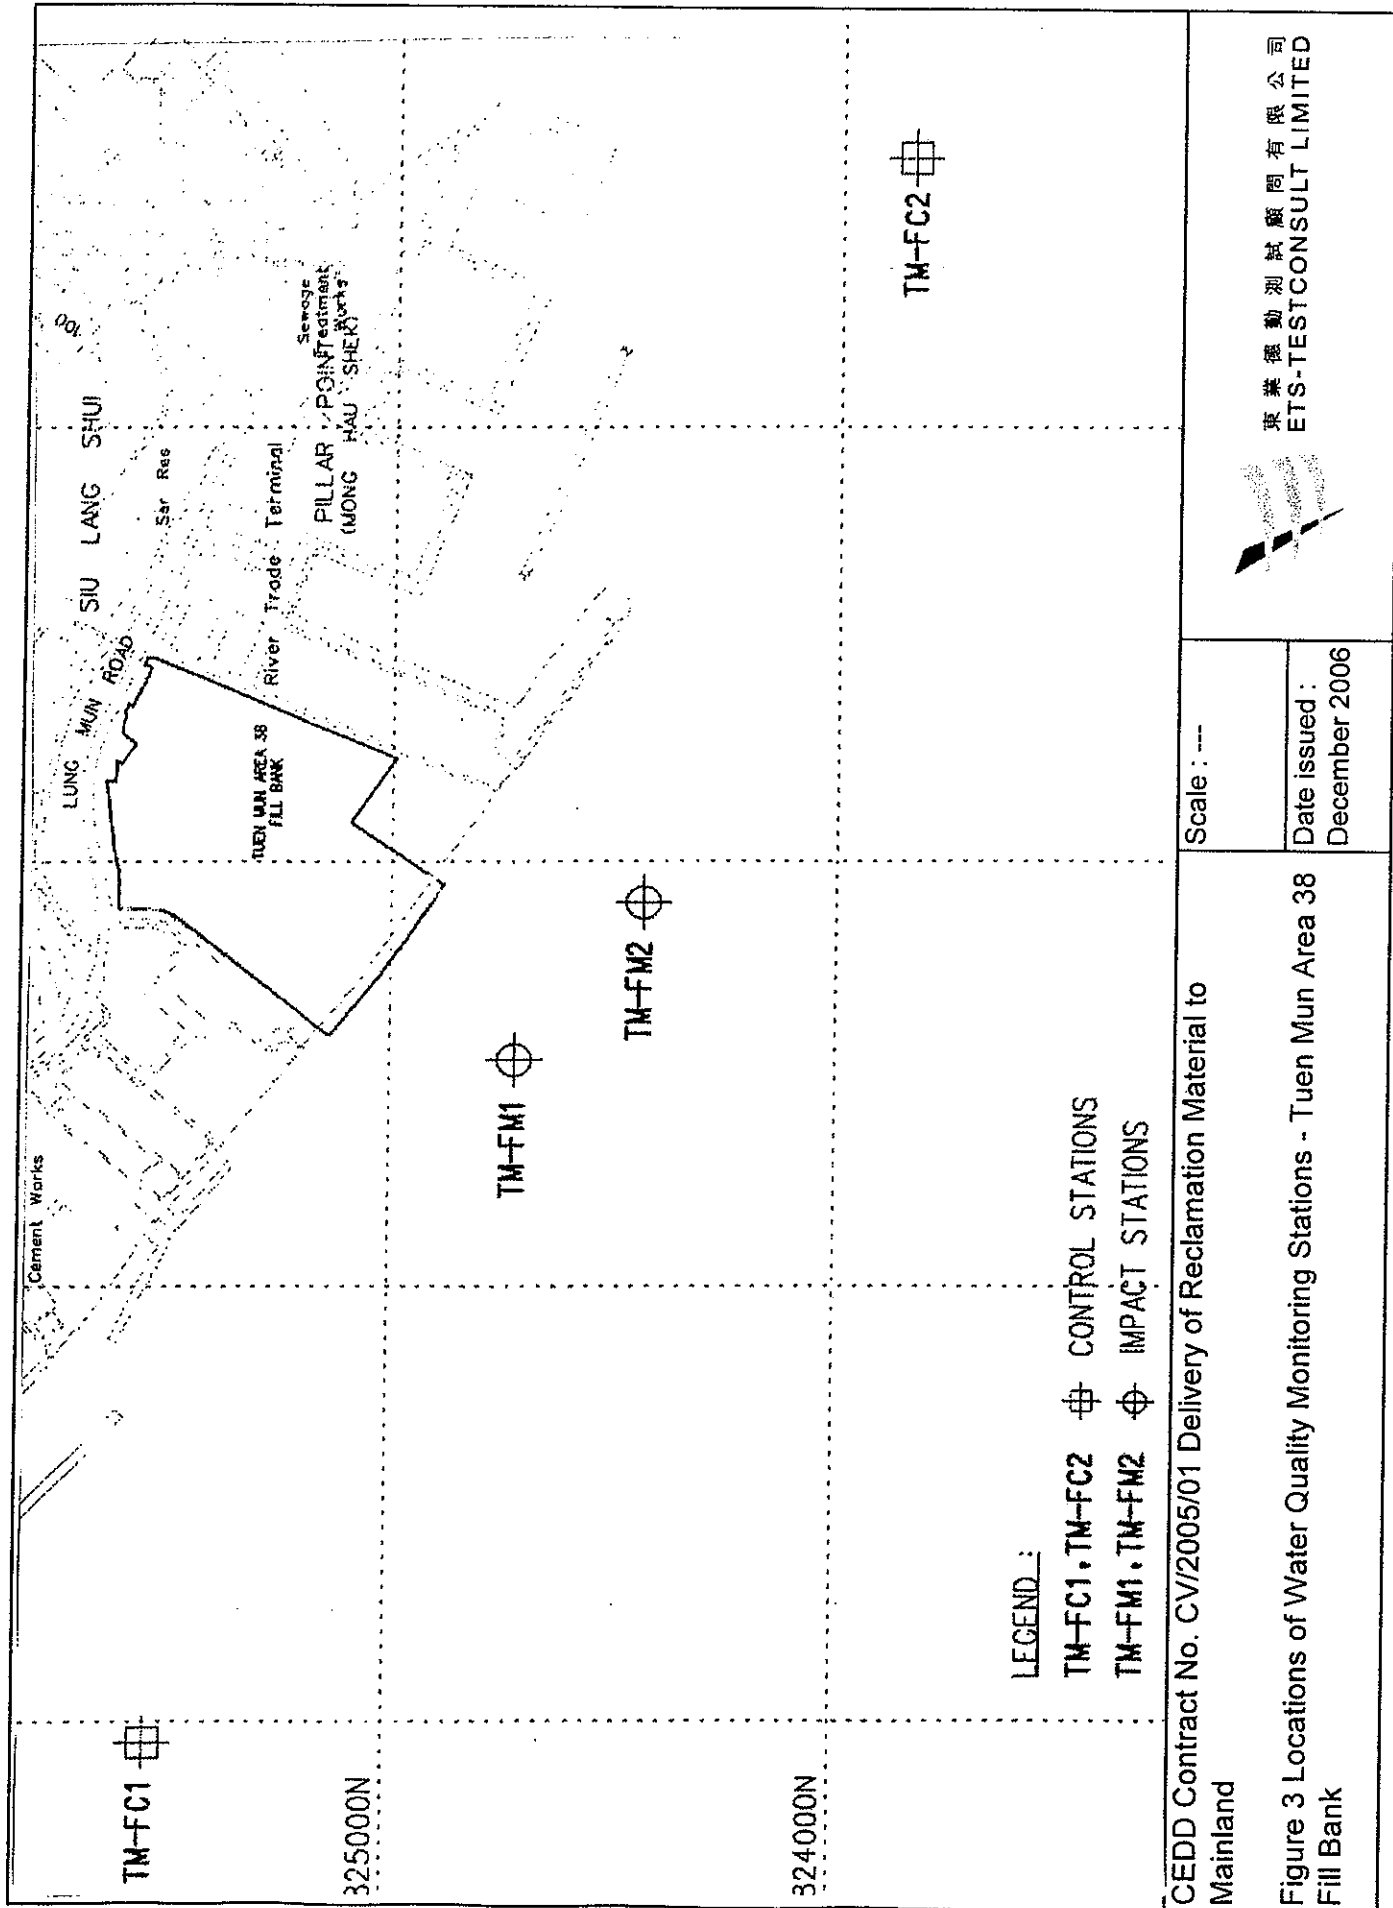 TM-FC1
325000N
324000N
Cement Works
LUNG MUN ROAD
SIU LANG SHUI
100
Ser Res
TUEN MUN AREA 38
FILL BANK
River Trade Terminal
Sewage
Treatment
Works
PILLAR POINT
(MONG HAU SHEK)
TM-FM1
TM-FM2
TM-FC2
LEGEND :
TM-FC1, TM-FC2 CONTROL STATIONS
TM-FM1, TM-FM2 IMPACT STATIONS
CEDD Contract No. CV/2005/01 Delivery of Reclamation Material to
Mainland
Figure 3 Locations of Water Quality Monitoring Stations - Tuen Mun Area 38
Fill Bank
Scale : ---
Date issued :
December 2006
東業德勤測試顧問有限公司
ETS-TESTCONSULT LIMITED